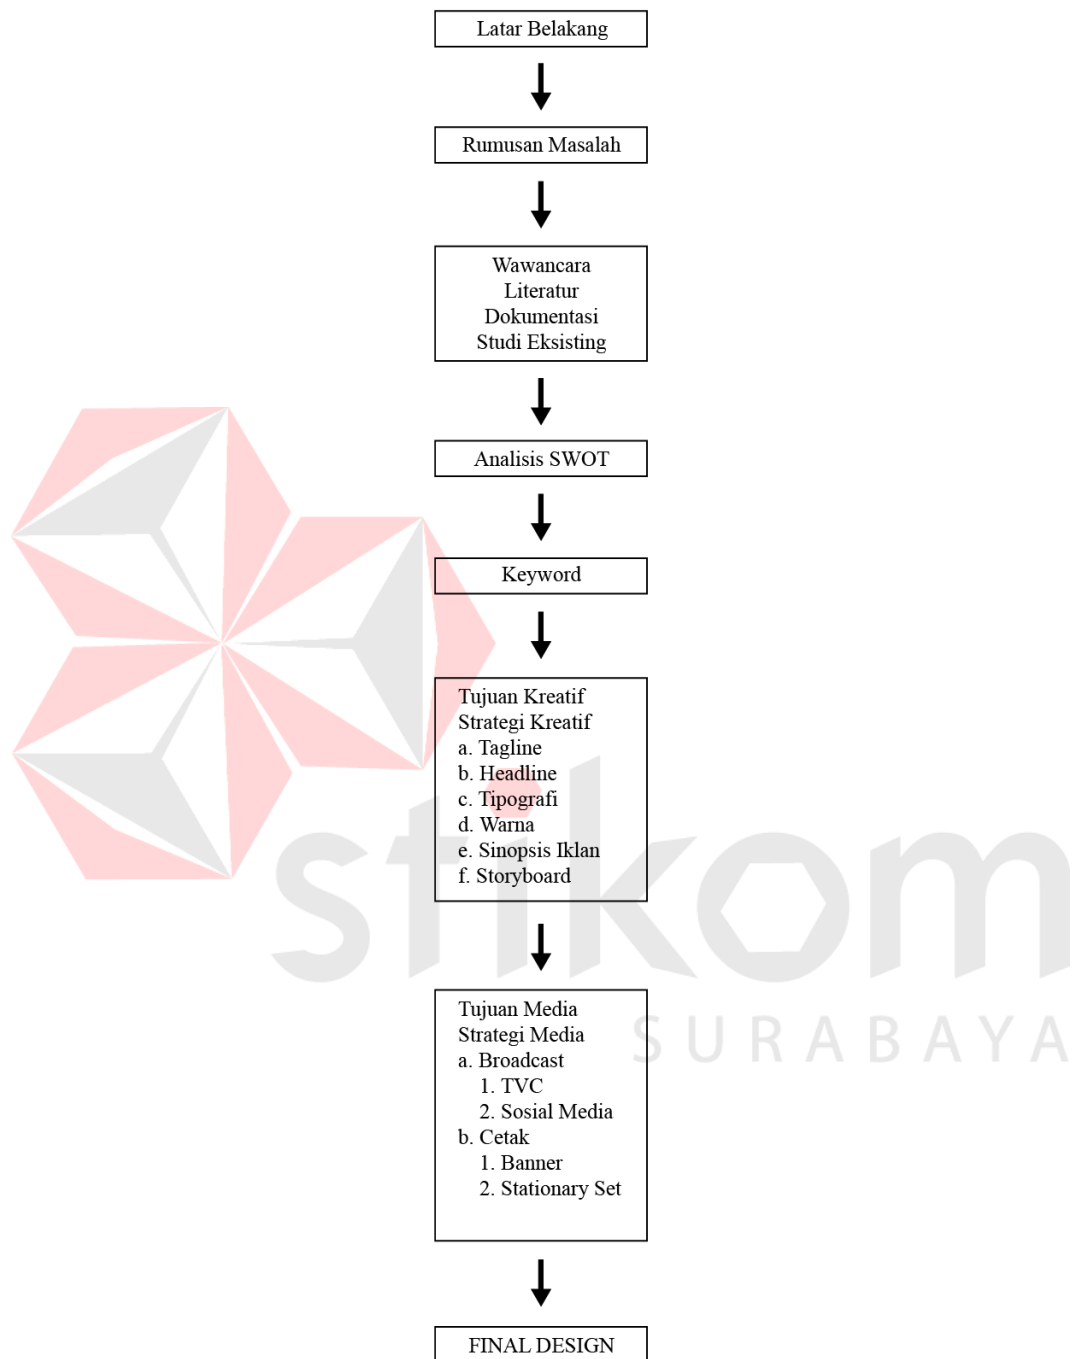 Latar Belakang
Rumusan Masalah
Wawancara
Literatur
Dokumentasi
Studi Eksisting
Analisis SWOT
Keyword
Tujuan Kreatif
Strategi Kreatif
a. Tagline
b. Headline
c. Tipografi
d. Warna
e. Sinopsis Iklan
f. Storyboard
stikom
SURABAYA
Tujuan Media
Strategi Media
a. Broadcast
1. TVC
2. Sosial Media
b. Cetak
1. Banner
2. Stationary Set
FINAL DESIGN